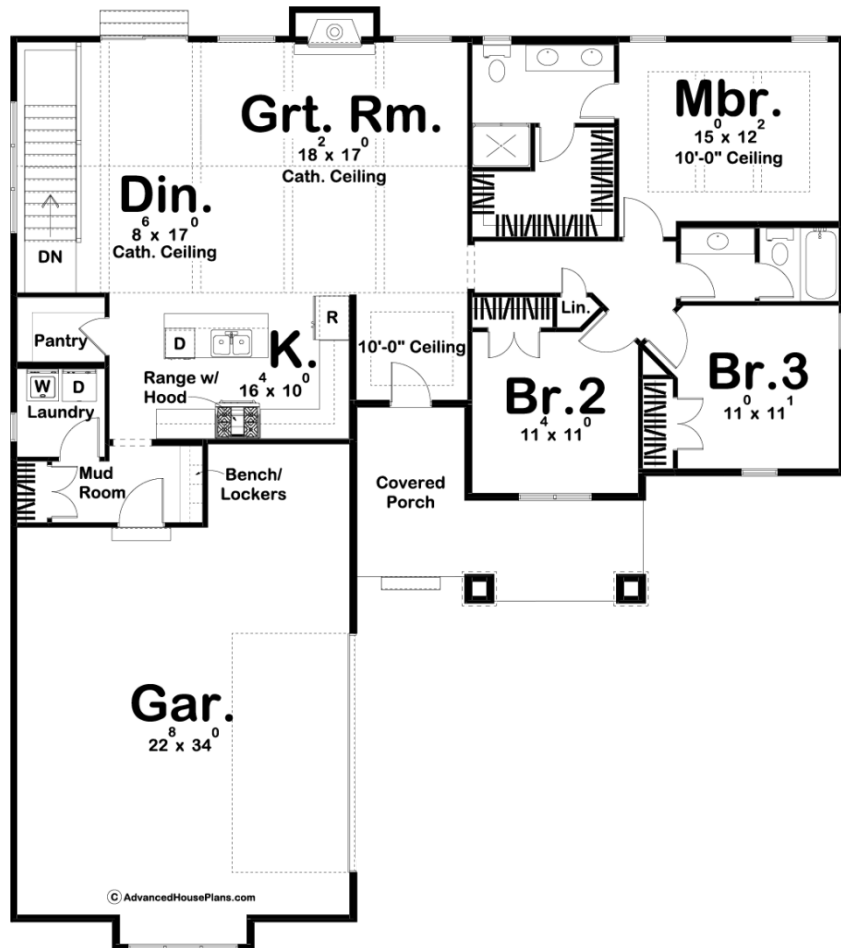 Grt. Rm.
18² x 17⁰
Cath. Ceiling
Mbr.
15⁰ x 12²
10'-0" Ceiling
Din.
8⁶ x 17⁰
Cath. Ceiling
DN
Pantry
D
R
K.
16⁴ x 10⁰
Range w/
Hood
10'-0" Ceiling
Lin.
W
D
Laundry
Br.2
11⁴ x 11⁰
Br.3
11⁰ x 11¹
Mud
Room
Bench/
Lockers
Covered
Porch
Gar.
22⁸ x 34⁰
© AdvancedHousePlans.com